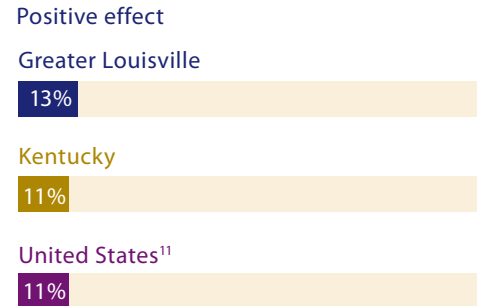 Positive effect
Greater Louisville
13%
Kentucky
11%
United States¹¹
11%